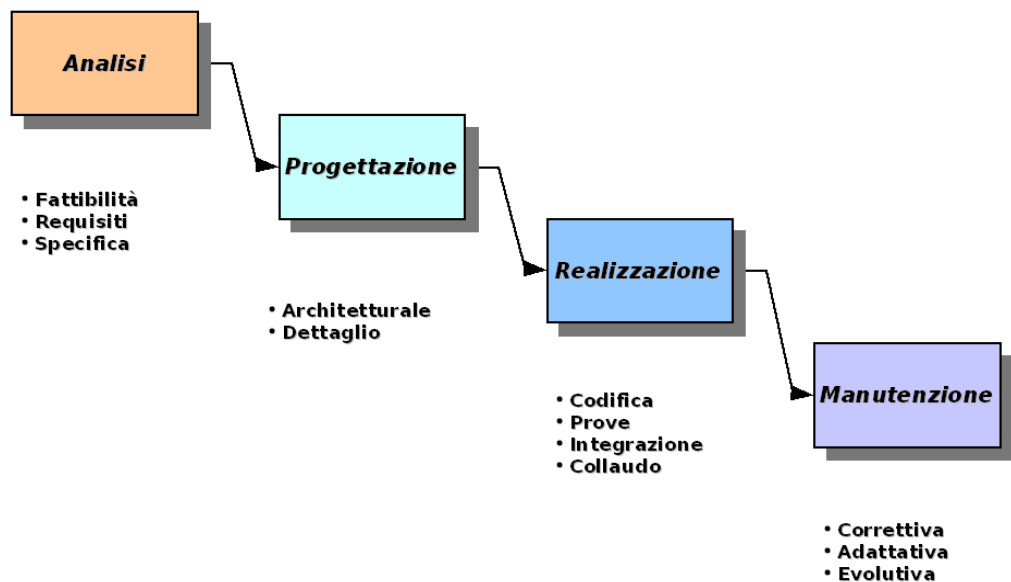 Analisi
• Fattibilità
• Requisiti
• Specifica
Progettazione
• Architetturale
• Dettaglio
Realizzazione
• Codifica
• Prove
• Integrazione
• Collaudo
Manutenzione
• Correttiva
• Adattativa
• Evolutiva